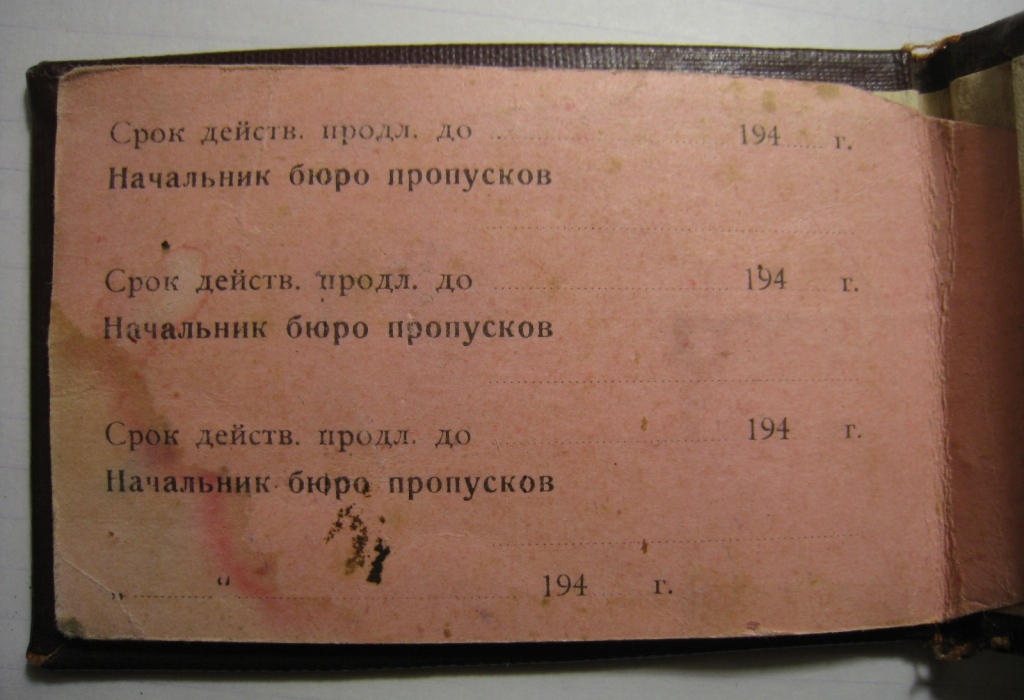 Срок действ. продл. до 194 г.
Начальник бюро пропусков
Срок действ. продл. до 194 г.
Начальник бюро пропусков
Срок действ. продл. до 194 г.
Начальник бюро пропусков
„ “ 194 г.